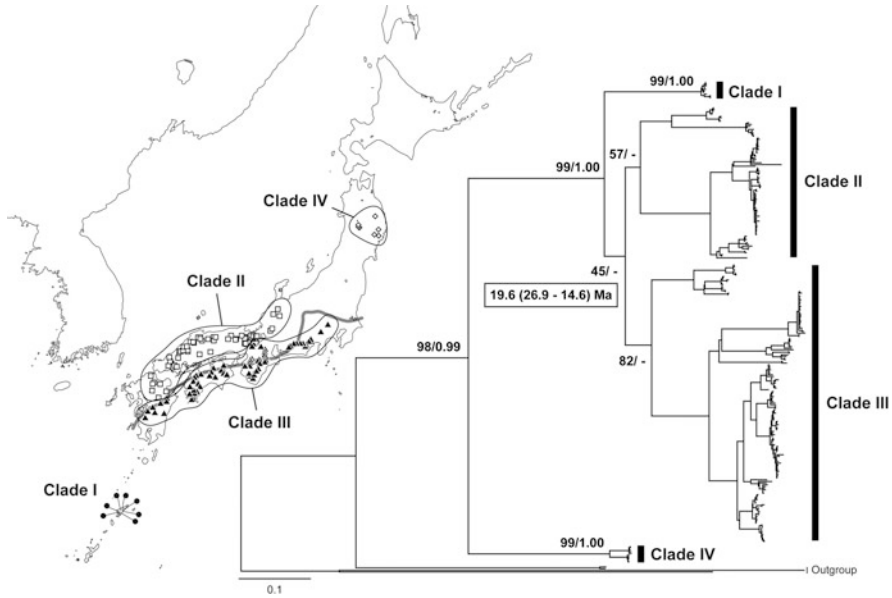 99/1.00
Clade I
57/ -
99/1.00
Clade II
Clade IV
45/ -
Clade II
19.6 (26.9 - 14.6) Ma
98/0.99
82/ -
Clade III
Clade III
Clade I
99/1.00
Clade IV
Outgroup
0.1